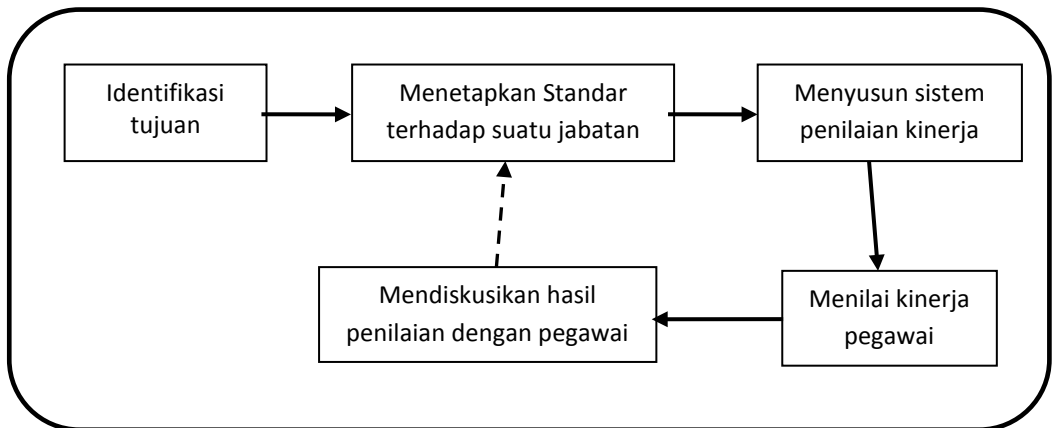 Identifikasi
tujuan
Menetapkan Standar
terhadap suatu jabatan
Menyusun sistem
penilaian kinerja
Menilai kinerja
pegawai
Mendiskusikan hasil
penilaian dengan pegawai